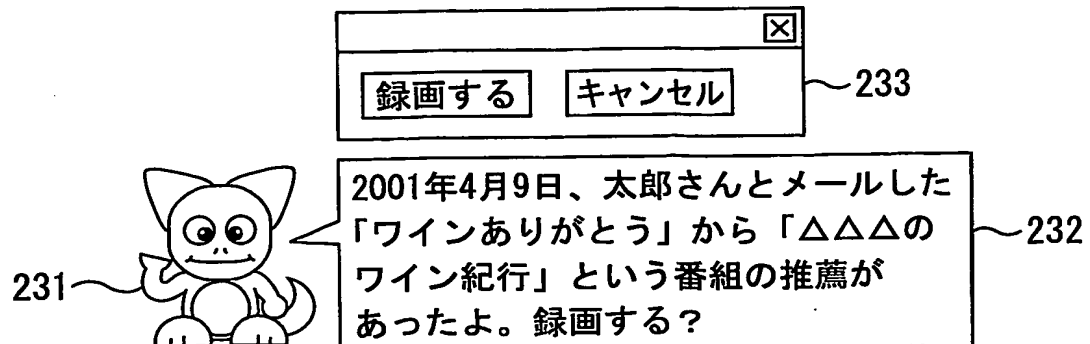 録画する キャンセル
233
2001年4月9日、太郎さんとメールした
「ワインありがとう」から「△△△の
ワイン紀行」という番組の推薦が
あったよ。録画する?
232
231